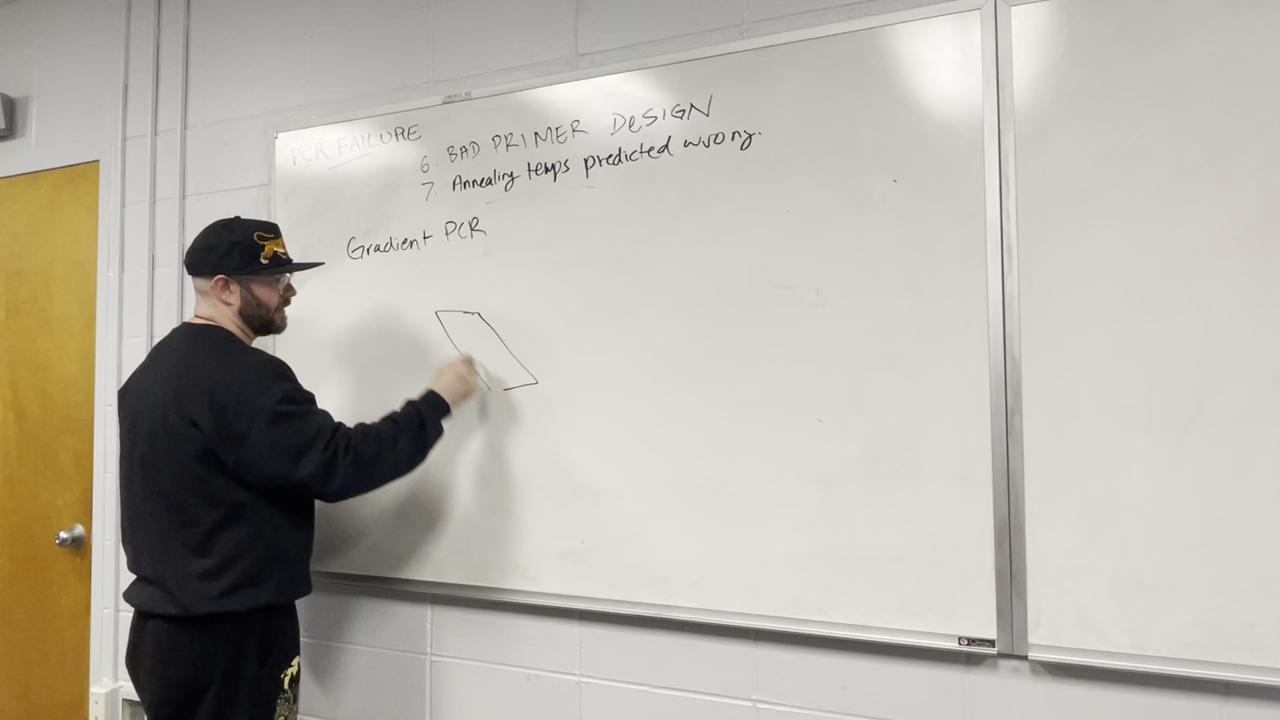 PCR FAILURE
6. BAD PRIMER DeSIGN
7. Annealing temps predicted wrong.
Gradient PCR